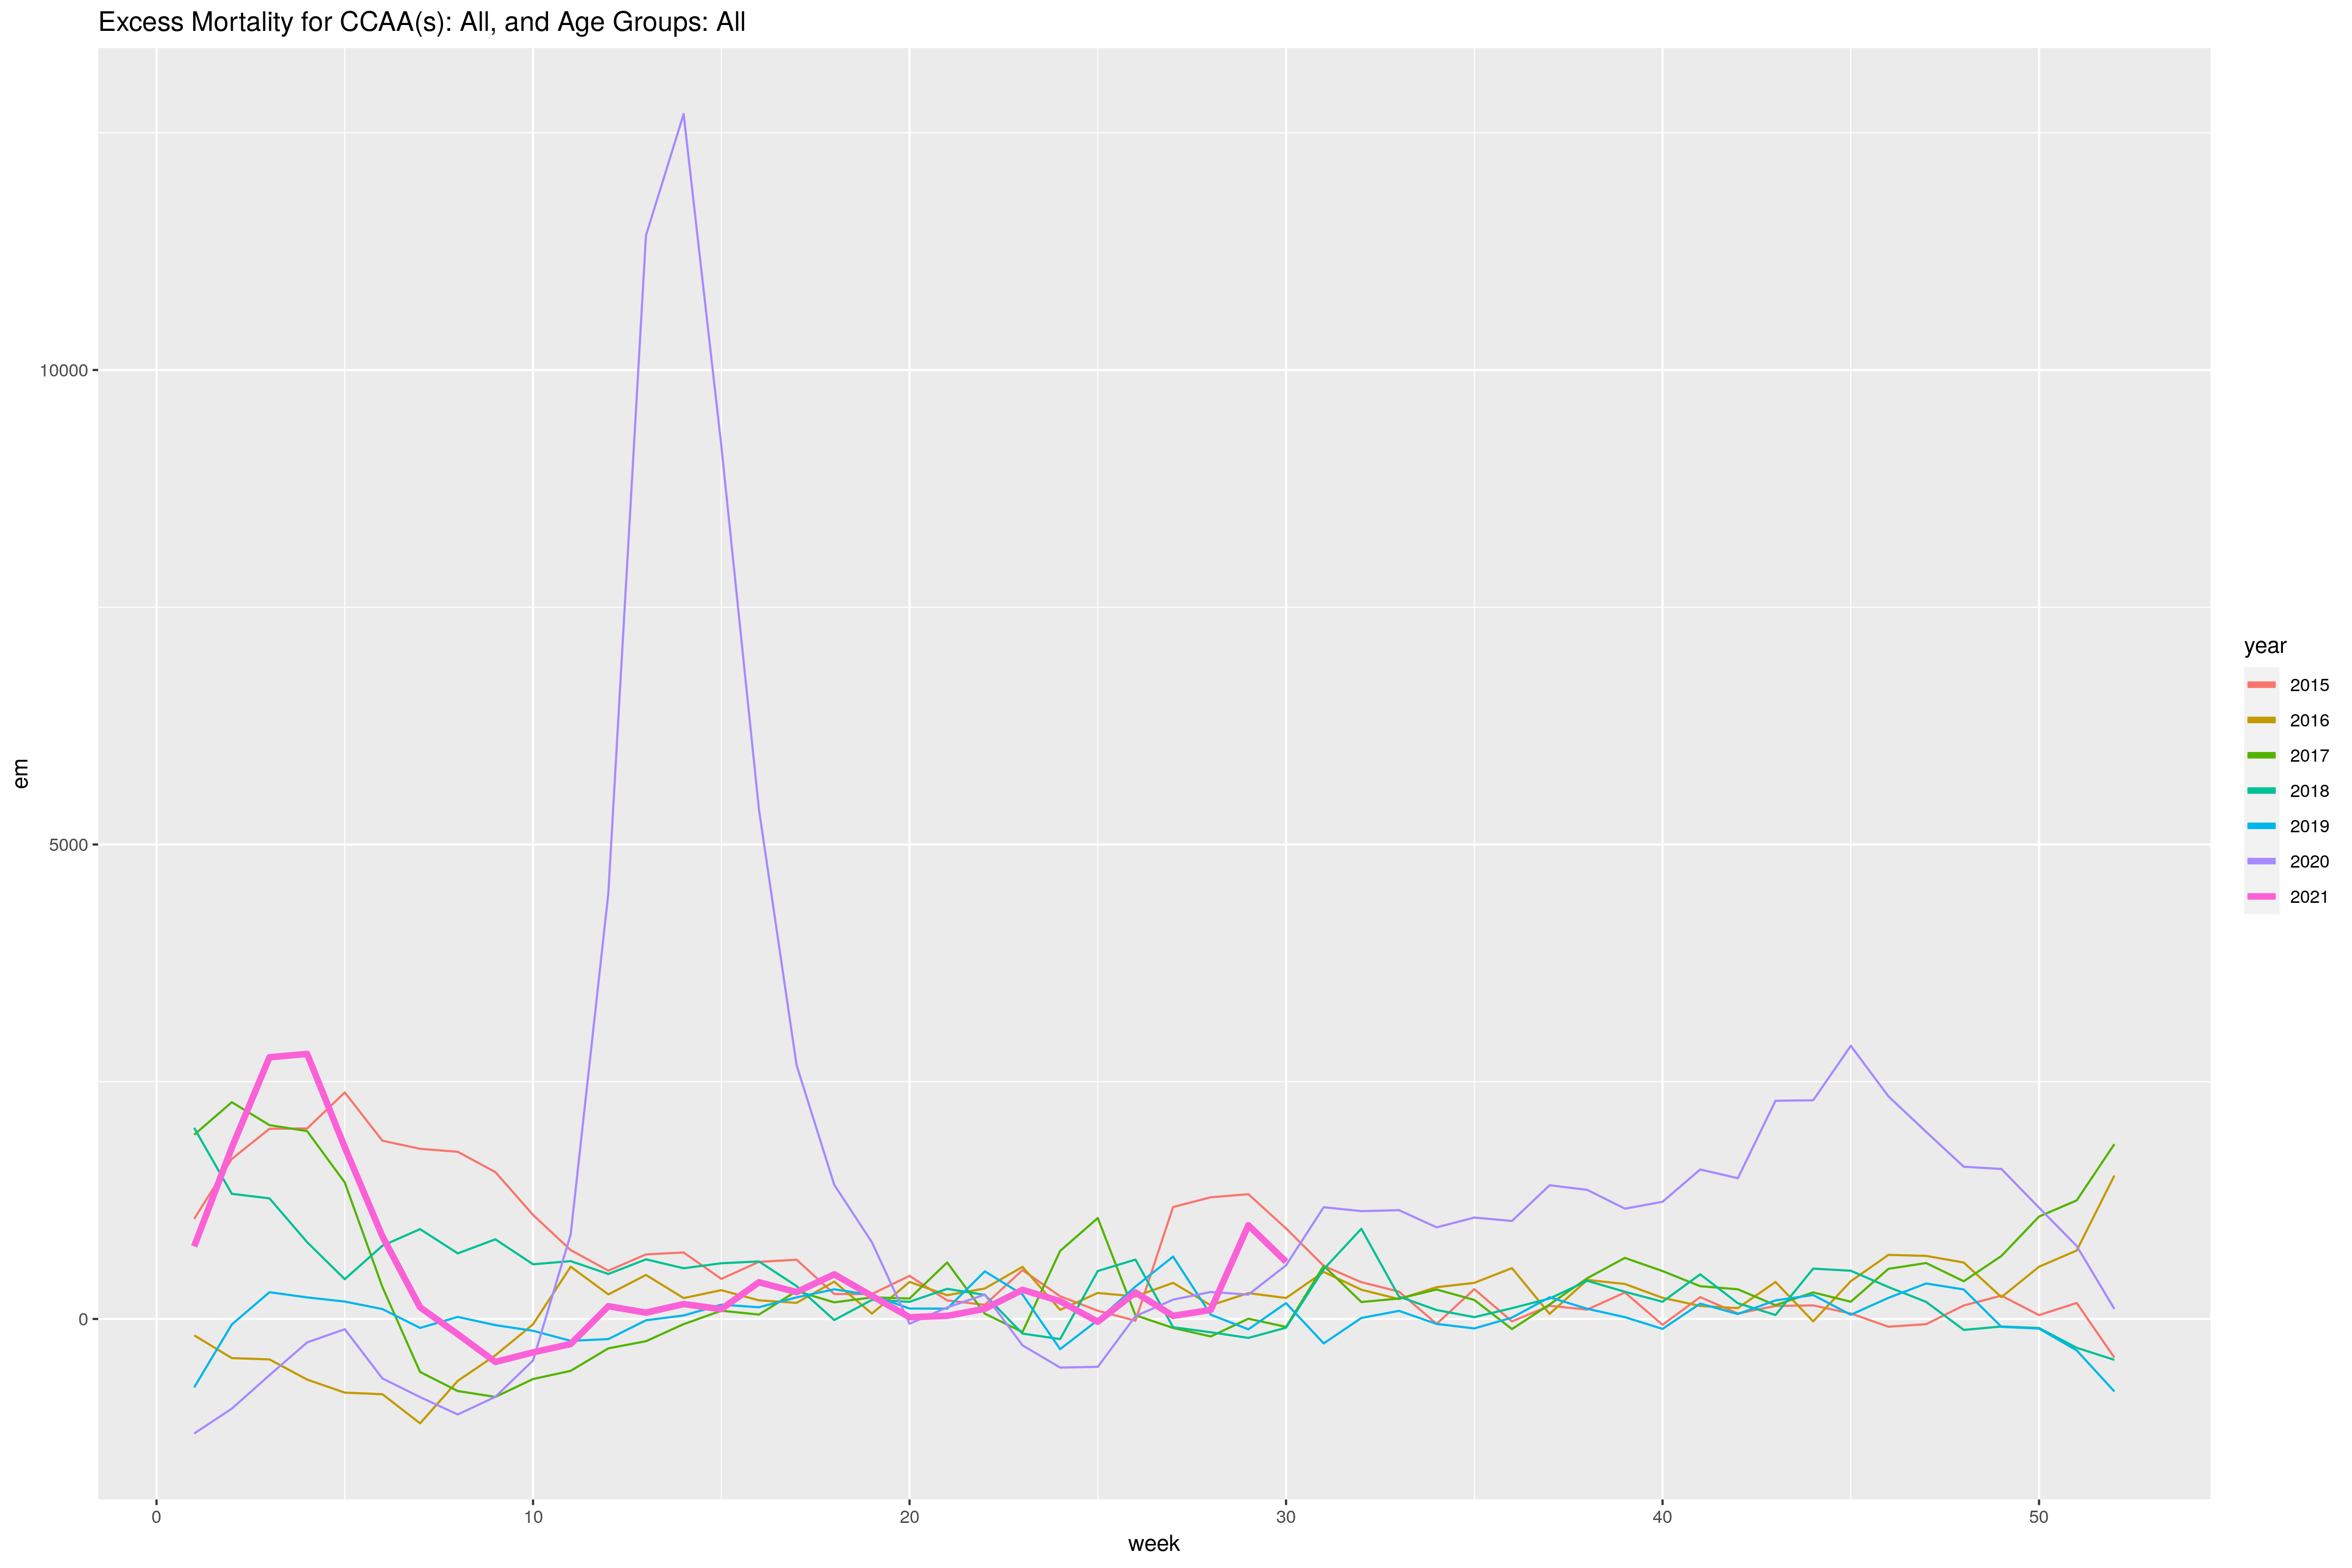 Excess Mortality for CCAA(s): All, and Age Groups: All
10000
5000
0
em
0 10 20 30 40 50
week
year
2015
2016
2017
2018
2019
2020
2021